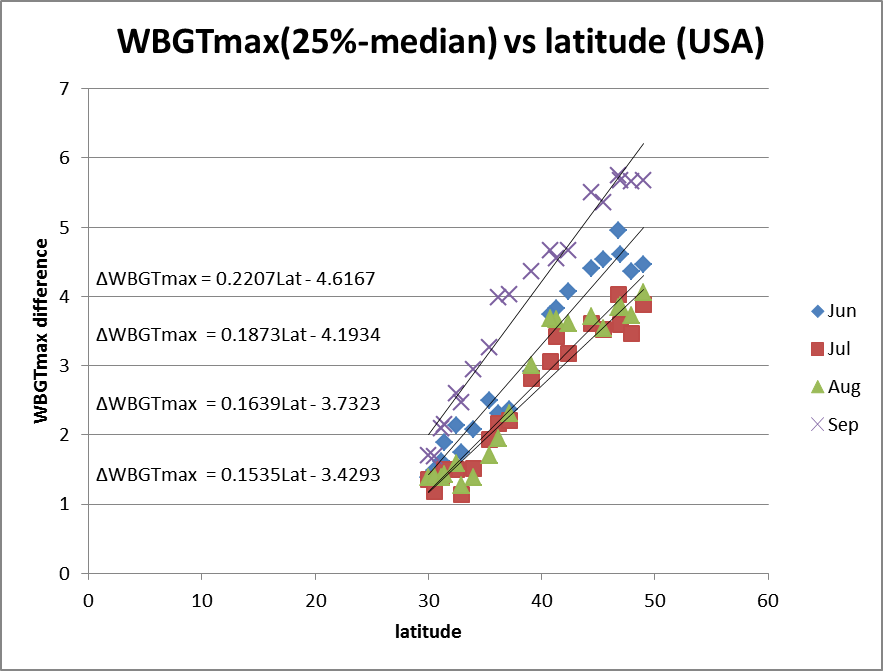 WBGTmax(25%-median) vs latitude (USA)
7
6
5
4
3
2
1
0
WBGTmax difference
ΔWBGTmax = 0.2207Lat - 4.6167
ΔWBGTmax = 0.1873Lat - 4.1934
ΔWBGTmax = 0.1639Lat - 3.7323
ΔWBGTmax = 0.1535Lat - 3.4293
Jun
Jul
Aug
Sep
0 10 20 30 40 50 60
latitude